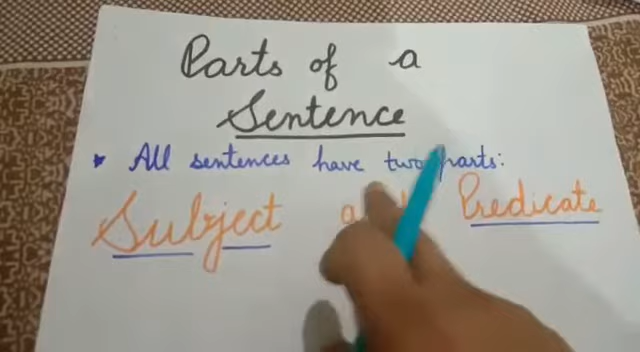 Parts of a
Sentence
All sentences have two parts:
Subject Predicate